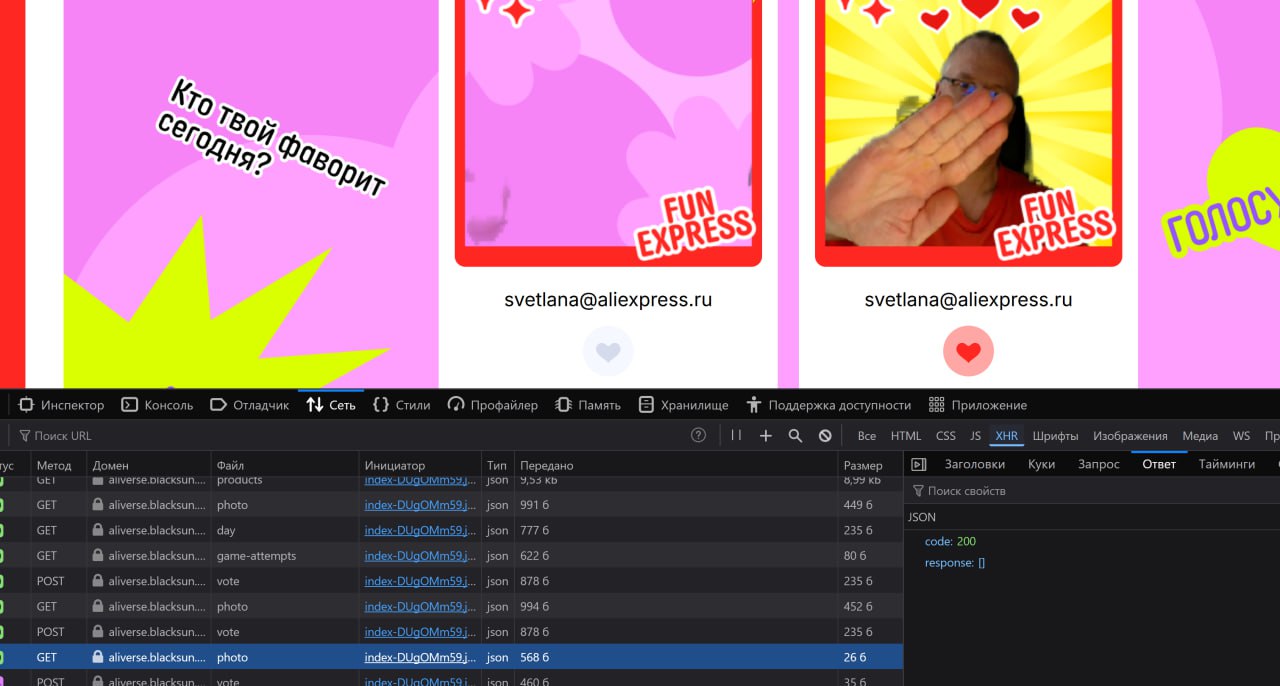 Кто твой фаворит
сегодня?
FUN
EXPRESS
svetlana@aliexpress.ru
FUN
EXPRESS
svetlana@aliexpress.ru
Инспектор Консоль Отладчик Сеть Стили Профайлер Память Хранилище Поддержка доступности Приложение
Поиск URL Все HTML CSS JS XHR Шрифты Изображения Медиа WS
Метод Домен Файл Инициатор Тип Передано Размер
GET aliverse.blacksun.... products index-DUgOMm59.j... json 9,53 кБ 8,99 кБ
GET aliverse.blacksun.... photo index-DUgOMm59.j... json 991 б 449 б
GET aliverse.blacksun.... day index-DUgOMm59.j... json 777 б 235 б
GET aliverse.blacksun.... game-attempts index-DUgOMm59.j... json 622 б 80 б
POST aliverse.blacksun.... vote index-DUgOMm59.j... json 878 б 235 б
GET aliverse.blacksun.... photo index-DUgOMm59.j... json 994 б 452 б
POST aliverse.blacksun.... vote index-DUgOMm59.j... json 878 б 235 б
GET aliverse.blacksun.... photo index-DUgOMm59.j... json 568 б 26 б
POST aliverse.blacksun.... vote index-DUgOMm59.j... json 460 б 35 б
Заголовки Куки Запрос Ответ Тайминги
Поиск свойств
JSON
code: 200
response: []